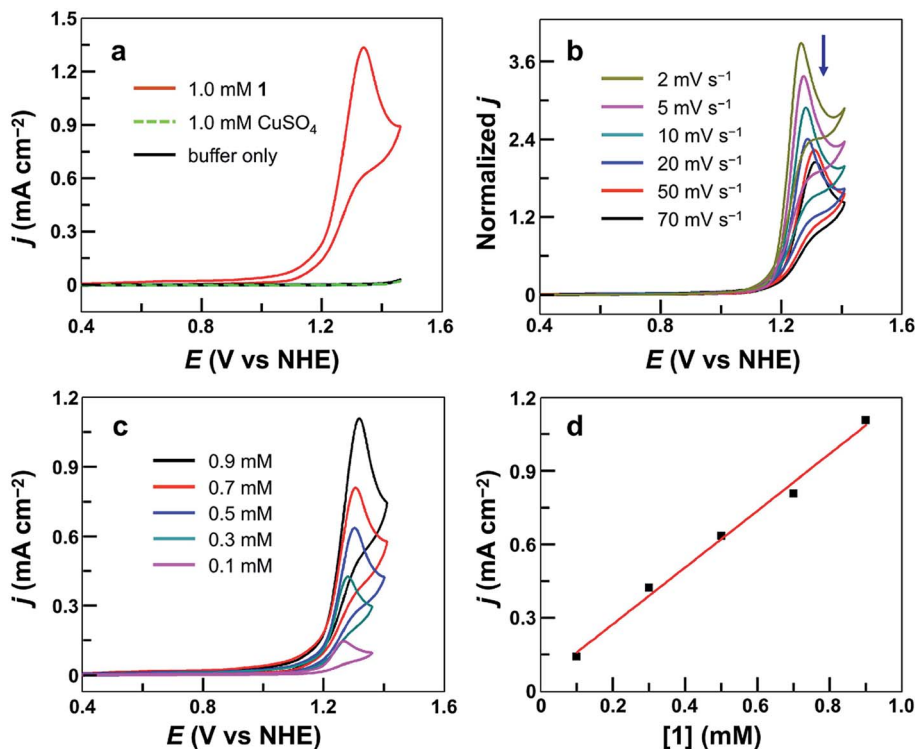 a
1.5
1.2
0.9
0.6
0.3
0
j (mA cm⁻²)
1.0 mM 1
1.0 mM CuSO₄
buffer only
0.4
0.8
1.2
1.6
E (V vs NHE)
b
3.6
2.4
1.2
0
Normalized j
2 mV s⁻¹
5 mV s⁻¹
10 mV s⁻¹
20 mV s⁻¹
50 mV s⁻¹
70 mV s⁻¹
0.4
0.8
1.2
1.6
E (V vs NHE)
c
1.2
0.9
0.6
0.3
0
j (mA cm⁻²)
0.9 mM
0.7 mM
0.5 mM
0.3 mM
0.1 mM
0.4
0.8
1.2
1.6
E (V vs NHE)
d
1.2
0.9
0.6
0.3
0
j (mA cm⁻²)
0
0.2
0.4
0.6
0.8
1.0
[1] (mM)